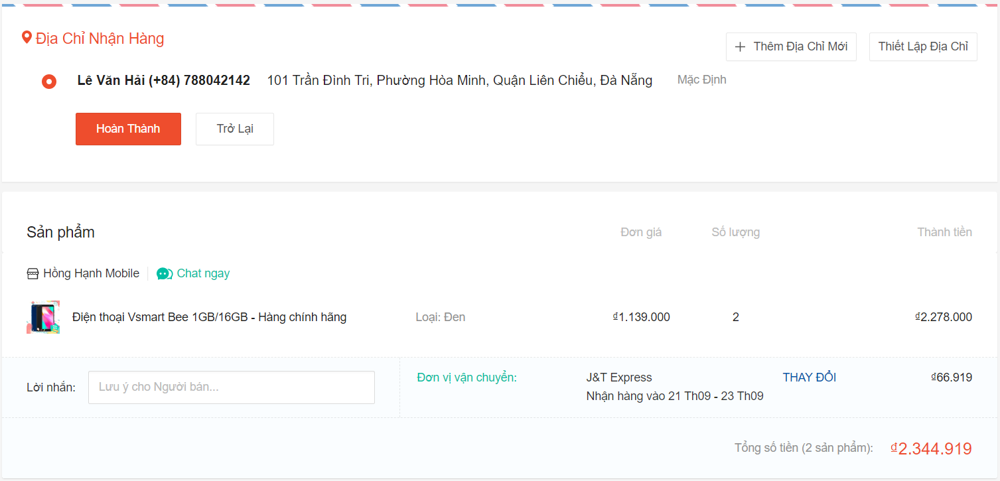 Địa Chỉ Nhận Hàng
Thêm Địa Chỉ Mới
Thiết Lập Địa Chỉ
Lê Văn Hải (+84) 788042142 101 Trần Đình Tri, Phường Hòa Minh, Quận Liên Chiểu, Đà Nẵng Mặc Định
Hoàn Thành
Trở Lại
Sản phẩm Đơn giá Số lượng Thành tiền
Hồng Hạnh Mobile Chat ngay
Điện thoại Vsmart Bee 1GB/16GB - Hàng chính hãng Loại: Đen ₫1.139.000 2 ₫2.278.000
Lời nhắn: Lưu ý cho Người bán...
Đơn vị vận chuyển: J&T Express THAY ĐỔI ₫66.919
Nhận hàng vào 21 Th09 - 23 Th09
Tổng số tiền (2 sản phẩm): ₫2.344.919